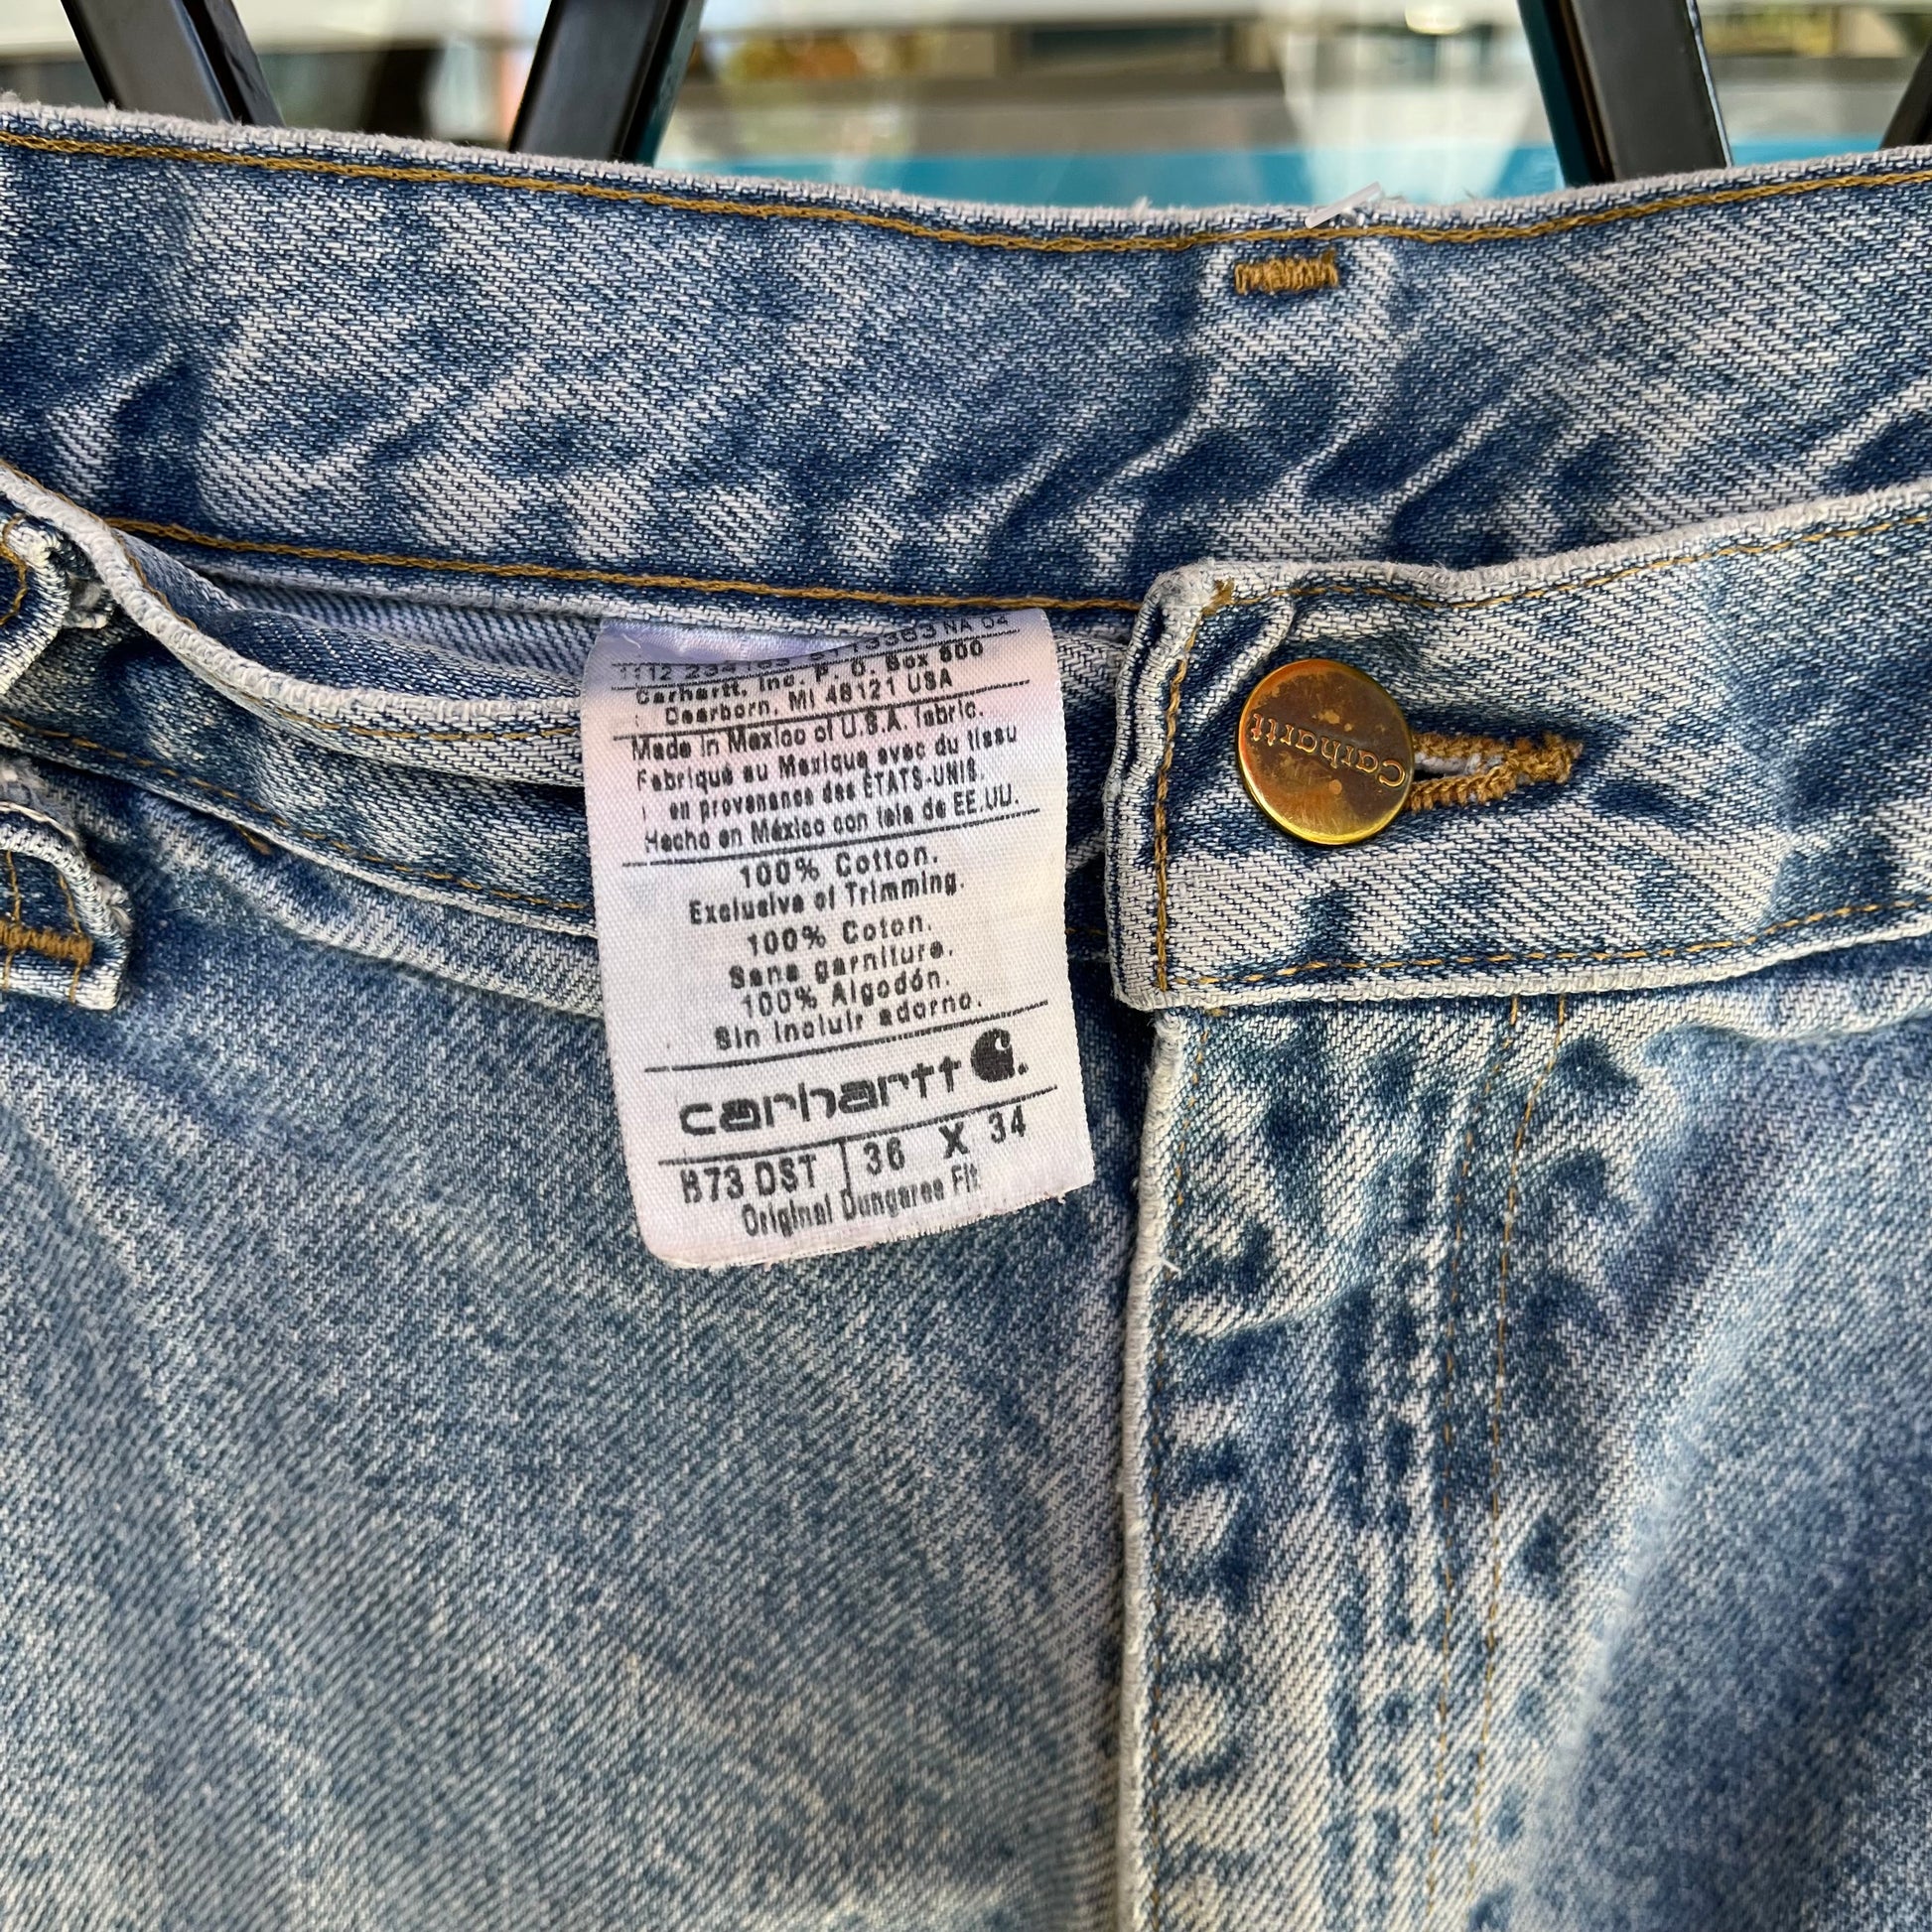 NA 04
Carhartt, Inc. P. O. Box 600
Dearborn, MI 48121 USA
Made in Mexico of U.S.A. fabric.
Fabriqué au Mexique avec du tissu
en provenance des ÉTATS-UNIS.
Hecho en México con tela de EE.UU.
100% Cotton.
Exclusive of Trimming.
100% Coton.
Sans garniture.
100% Algodón.
Sin incluir adorno.
carhartt
B73 DST 36 X 34
Original Dungaree Fit
Carhartt